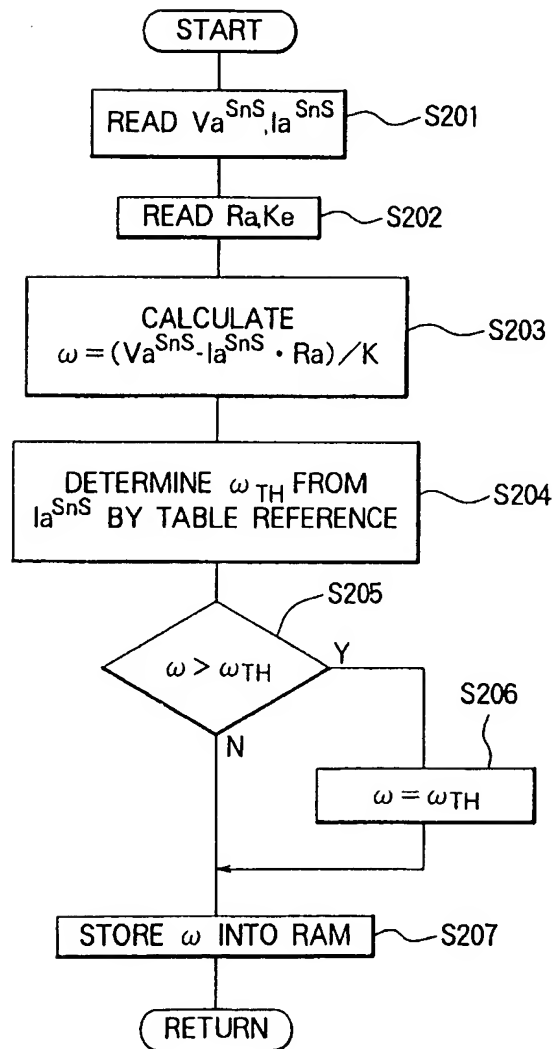 START
READ Va^SnS,Ia^SnS
S201
READ Ra,Ke
S202
CALCULATE
ω=(Va^SnS-Ia^SnS・Ra)/K
S203
DETERMINE ω_TH FROM
Ia^SnS BY TABLE REFERENCE
S204
S205
ω > ω_TH
Y
N
S206
ω = ω_TH
STORE ω INTO RAM
S207
RETURN